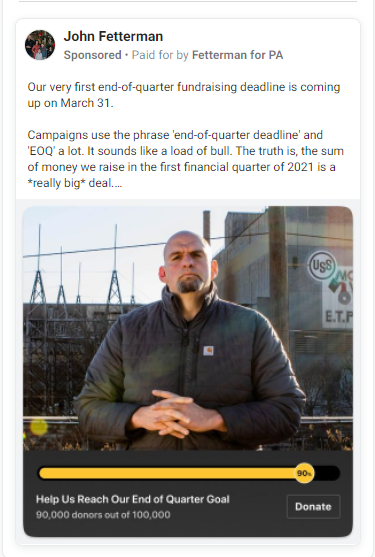 John Fetterman
Sponsored • Paid for by Fetterman for PA
Our very first end-of-quarter fundraising deadline is coming
up on March 31.
Campaigns use the phrase 'end-of-quarter deadline' and
'EOQ' a lot. It sounds like a load of bull. The truth is, the sum
of money we raise in the first financial quarter of 2021 is a
*really big* deal....
USS
E.T.P
90%
Help Us Reach Our End of Quarter Goal
90,000 donors out of 100,000
Donate